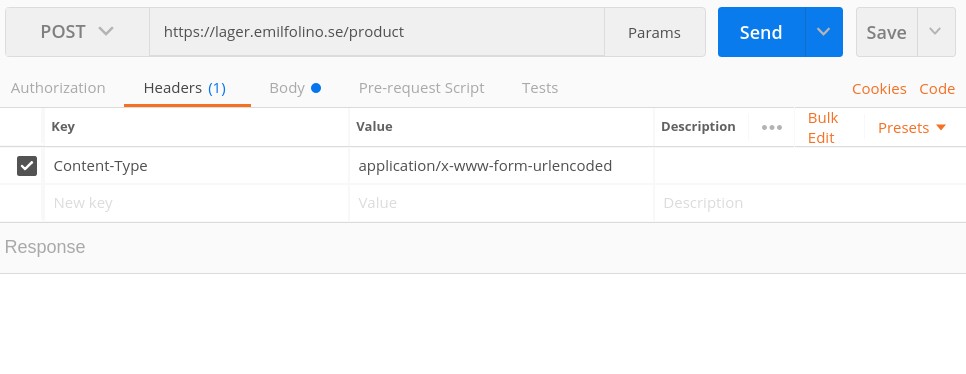 POST https://lager.emilfolino.se/product Params Send Save
Authorization Headers (1) Body Pre-request Script Tests Cookies Code
Key Value Description Bulk Edit Presets
Content-Type application/x-www-form-urlencoded
New key Value Description
Response